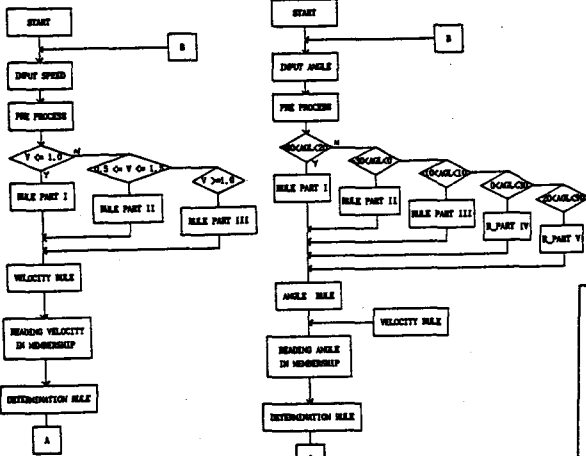 START
B
INPUT SPEED
PRE PROCESS
V <= 1.0
N
Y
0.5 <= V <=
V >=1.0
RULE PART I
RULE PART II
RULE PART III
VELOCITY RULE
READING VELOCITY
IN MEMBERSHIP
DETERMINATION RULE
A
START
B
INPUT ANGLE
PRE PROCESS
N
Y
RULE PART I
RULE PART II
RULE PART III
R_PART IV
R_PART V
ANGLE RULE
VELOCITY RULE
READING ANGLE
IN MEMBERSHIP
DETERMINATION RULE